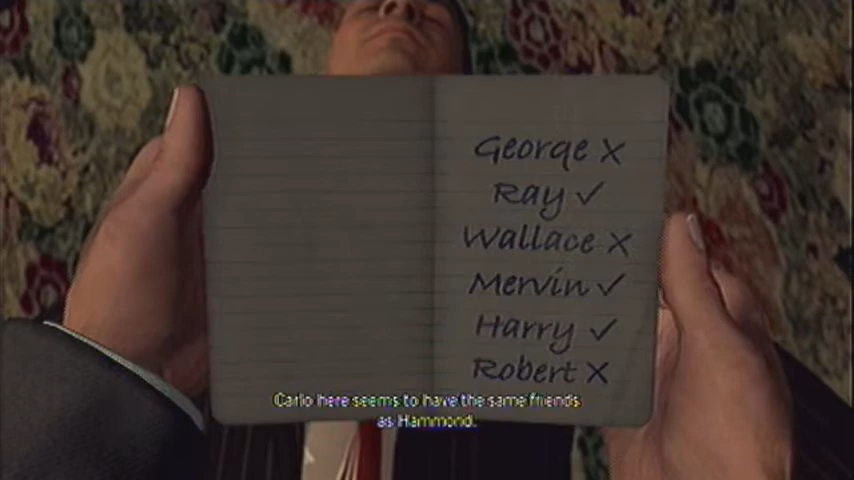 George X
Ray ✓
Wallace X
Mervin ✓
Harry ✓
Robert X
Carlo here seems to have the same friends
as Hammond.